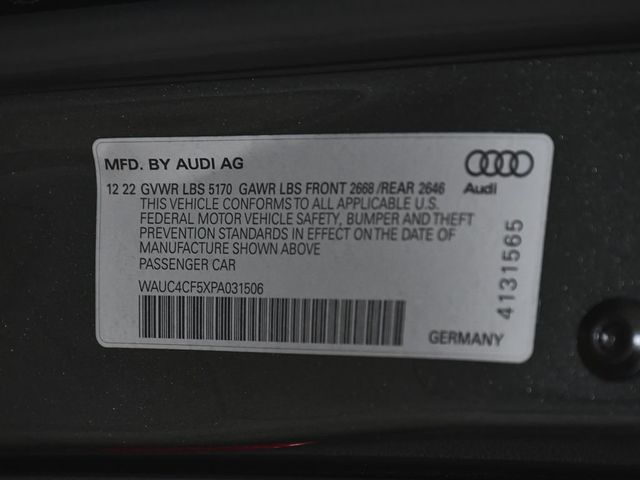 MFD. BY AUDI AG
12 22 GVWR LBS 5170 GAWR LBS FRONT 2668 /REAR 2646
THIS VEHICLE CONFORMS TO ALL APPLICABLE U.S.
FEDERAL MOTOR VEHICLE SAFETY, BUMPER AND THEFT
PREVENTION STANDARDS IN EFFECT ON THE DATE OF
MANUFACTURE SHOWN ABOVE
PASSENGER CAR
WAUC4CF5XPA031506
Audi
4131565
GERMANY